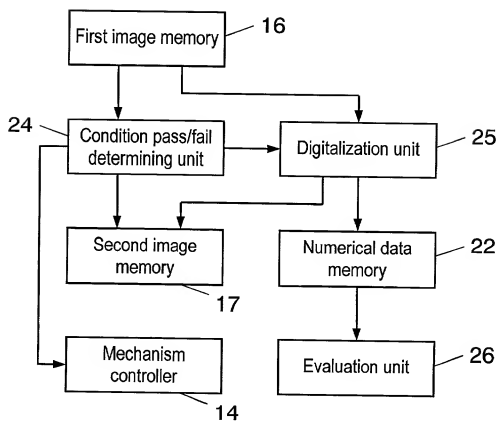 First image memory
16
24
Condition pass/fail
determining unit
Digitalization unit
25
Second image
memory
17
Numerical data
memory
22
Mechanism
controller
14
Evaluation unit
26